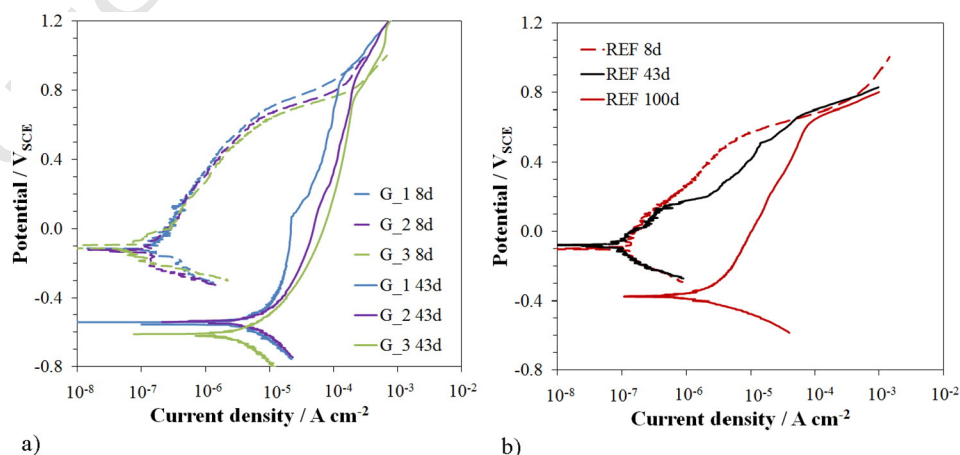 a)
Potential / VSCE
1.2
0.8
0.4
0.0
-0.4
-0.8
G_1 8d
G_2 8d
G_3 8d
G_1 43d
G_2 43d
G_3 43d
10-8 10-7 10-6 10-5 10-4 10-3 10-2
Current density / A cm-2
b)
Potential / VSCE
1.2
0.8
0.4
0.0
-0.4
-0.8
REF 8d
REF 43d
REF 100d
10-8 10-7 10-6 10-5 10-4 10-3 10-2
Current density / A cm-2